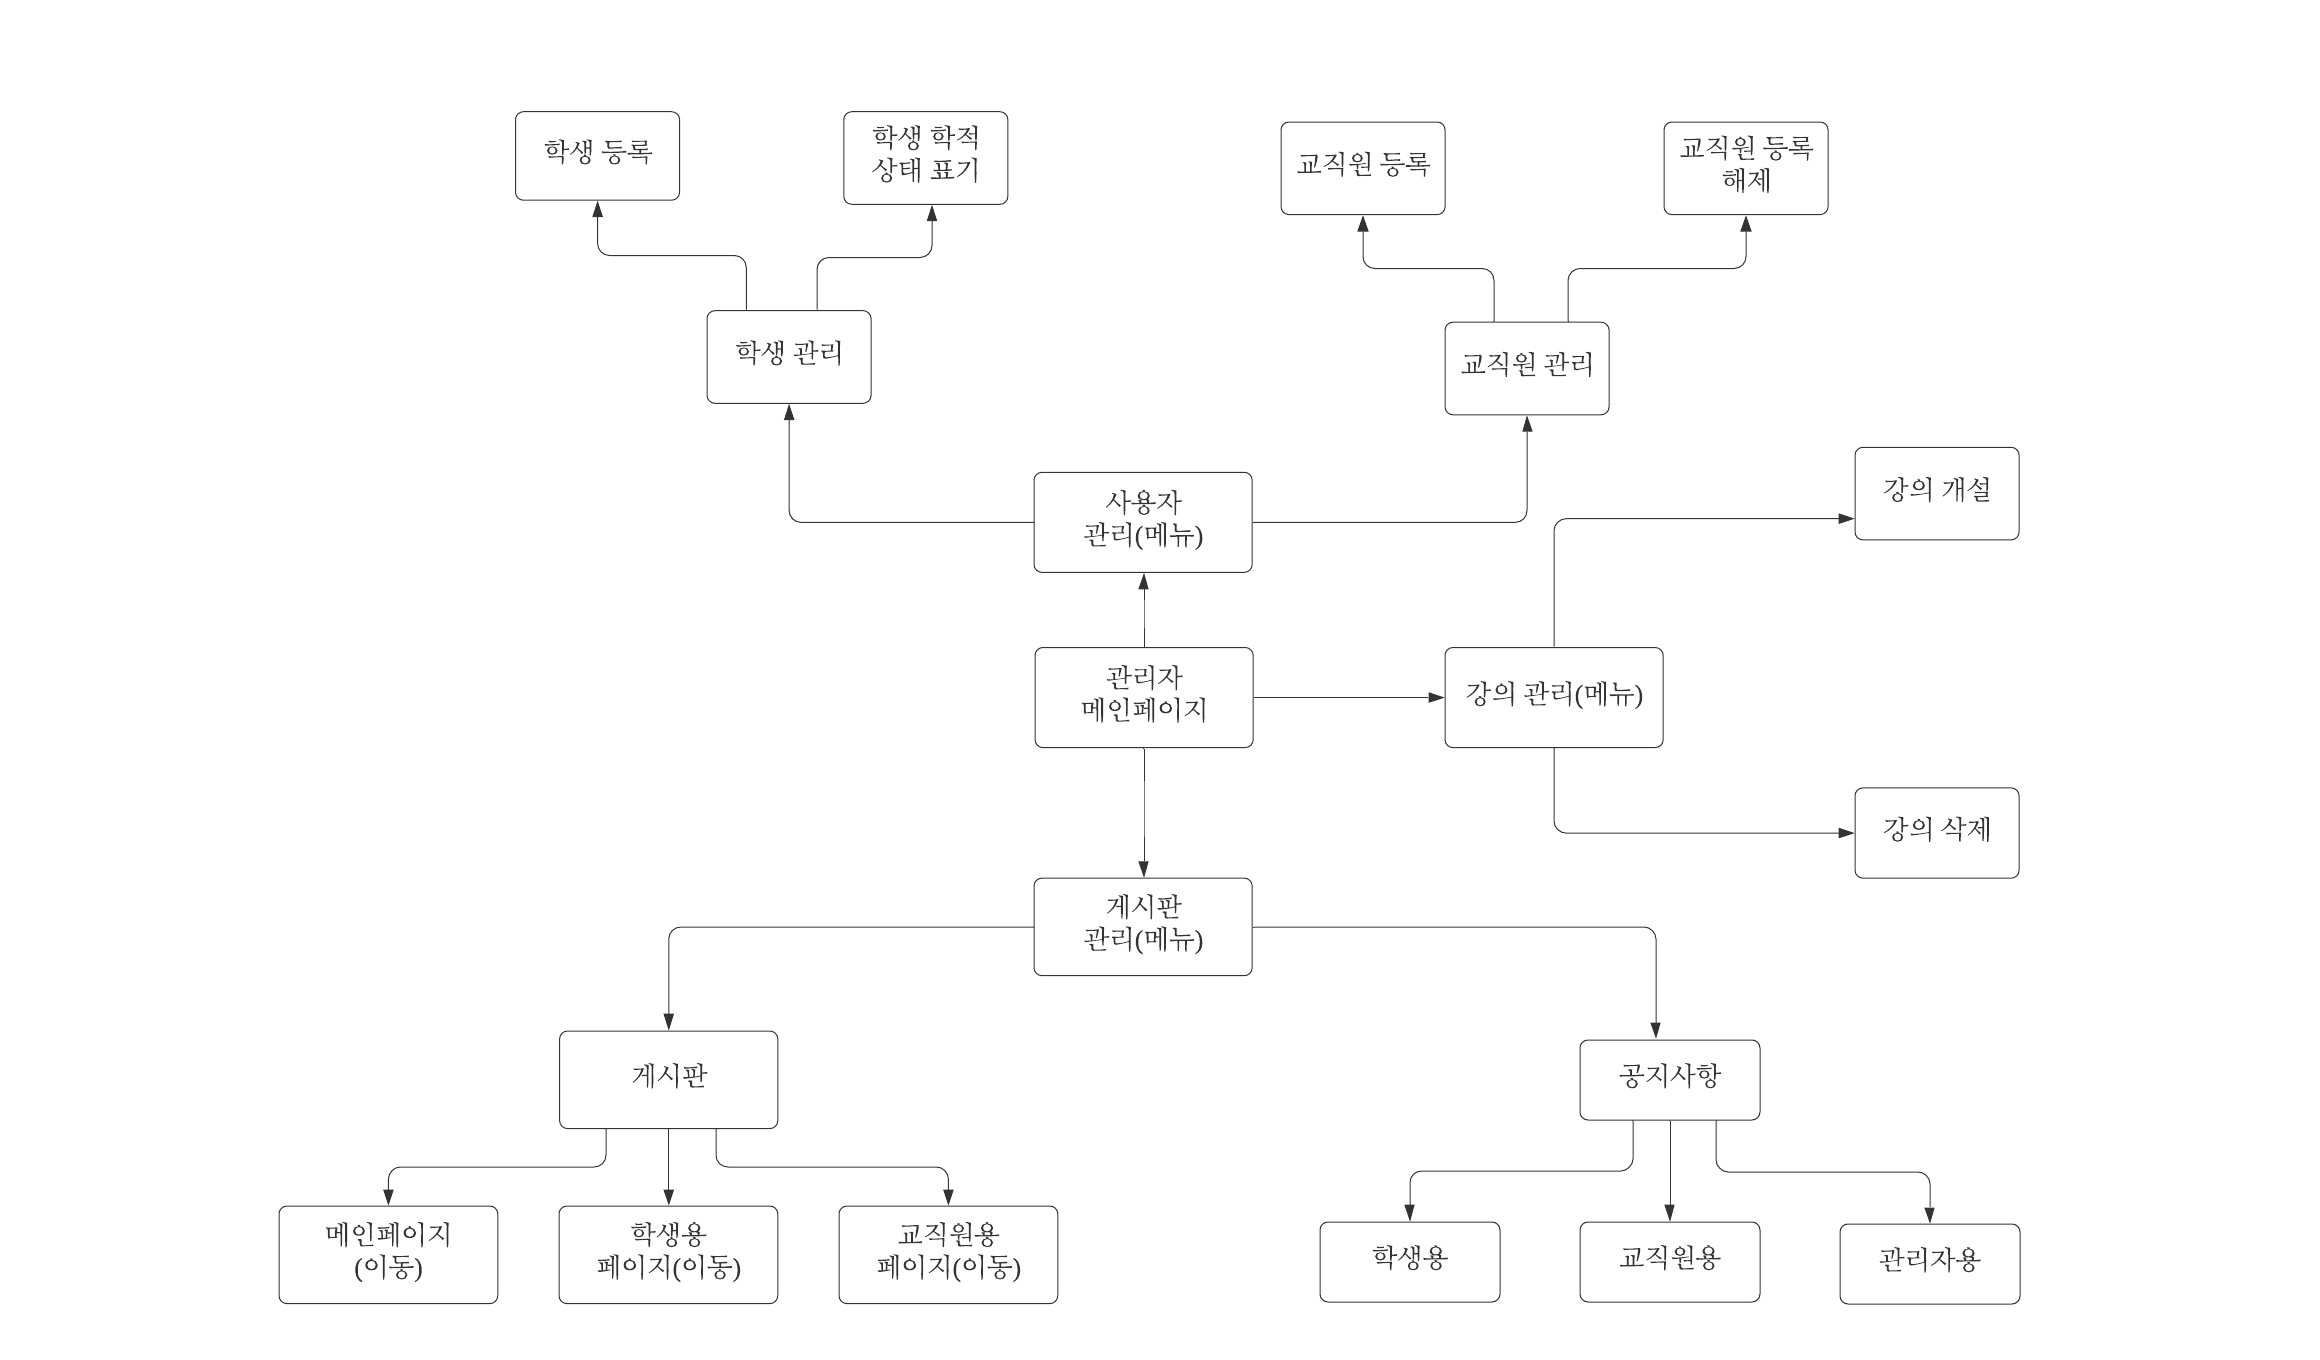 학생 등록
학생 학적
상태 표기
교직원 등록
교직원 등록
해제
학생 관리
교직원 관리
사용자
관리(메뉴)
강의 개설
관리자
메인페이지
강의 관리(메뉴)
강의 삭제
게시판
관리(메뉴)
게시판
공지사항
메인페이지
(이동)
학생용
페이지(이동)
교직원용
페이지(이동)
학생용
교직원용
관리자용